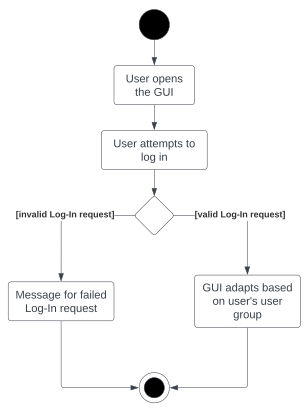 User opens
the GUI
User attempts to
log in
[invalid Log-In request]
[valid Log-In request]
Message for failed
Log-In request
GUI adapts based
on user's user
group